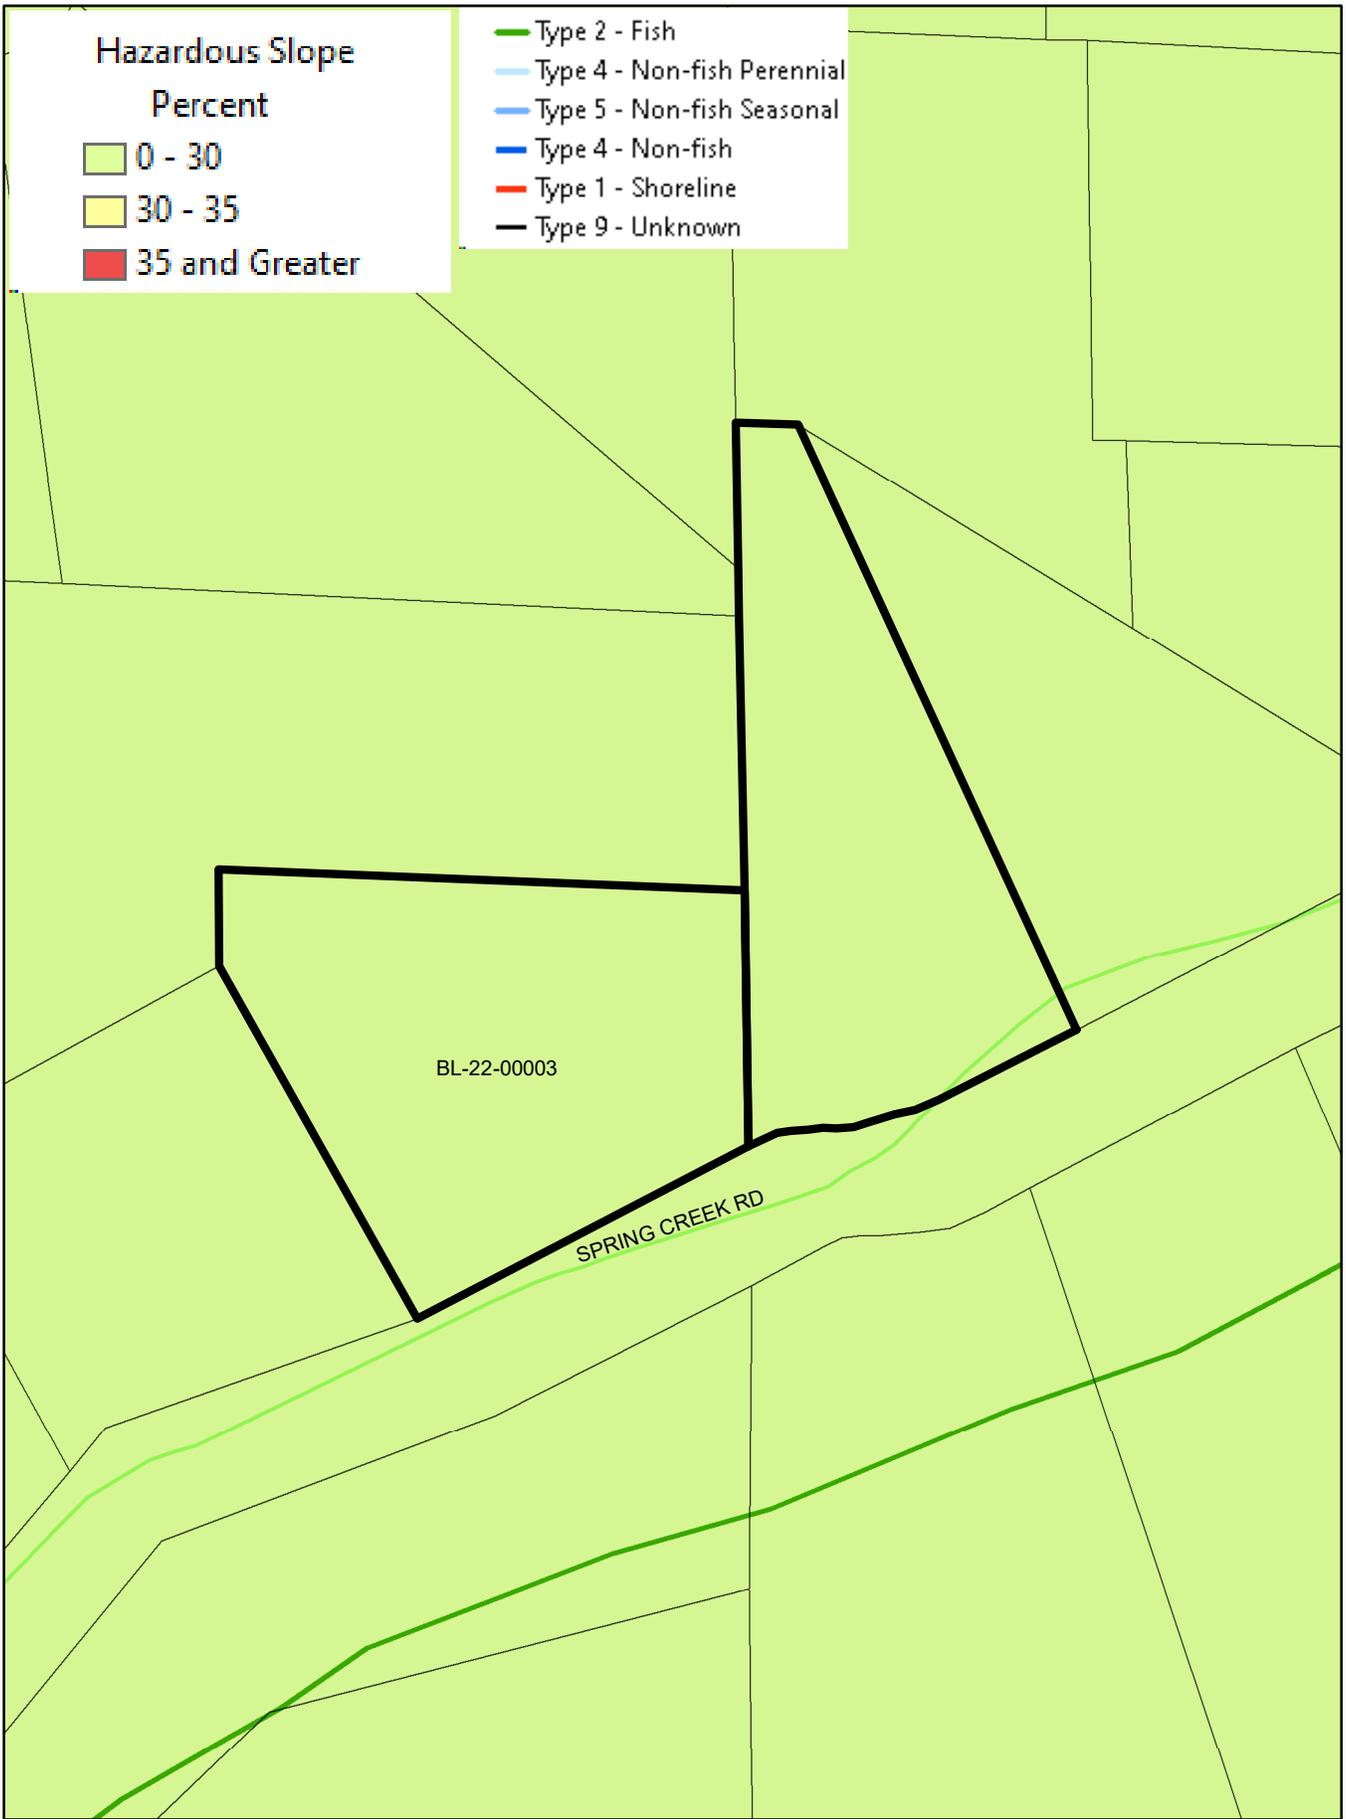 Hazardous Slope
Percent
0 - 30
30 - 35
35 and Greater
Type 2 - Fish
Type 4 - Non-fish Perennial
Type 5 - Non-fish Seasonal
Type 4 - Non-fish
Type 1 - Shoreline
Type 9 - Unknown
BL-22-00003
SPRING CREEK RD